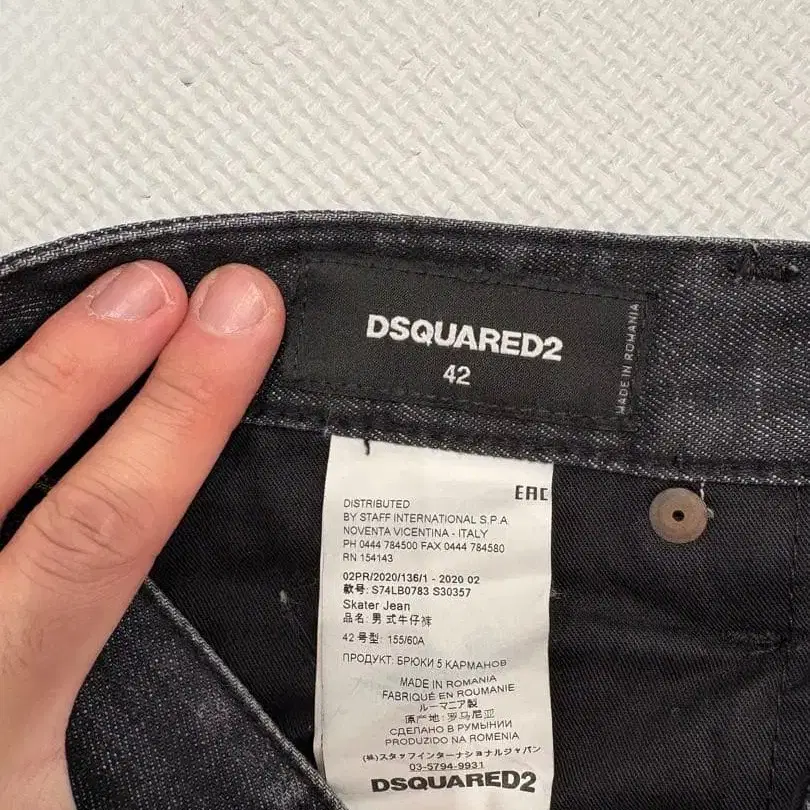 DSQUARED2
42
MADE IN ROMANIA
EAC
DISTRIBUTED
BY STAFF INTERNATIONAL S.P.A
NOVENTA VICENTINA - ITALY
PH 0444 784500 FAX 0444 784580
RN 154143
02PR/2020/136/1 - 2020 02
款号: S74LB0783 S30357
Skater Jean
品名: 男式牛仔裤
42 号型: 155/60A
ПРОДУКТ: БРЮКИ 5 КАРМАНОВ
MADE IN ROMANIA
FABRIQUÉ EN ROUMANIE
ルーマニア製
原产地: 罗马尼亚
СДЕЛАНО В РУМЫНИИ
PRODUZIDO NA ROMENIA
(株)スタッフインターナショナルジャパン
03-5794-9931
DSQUARED2